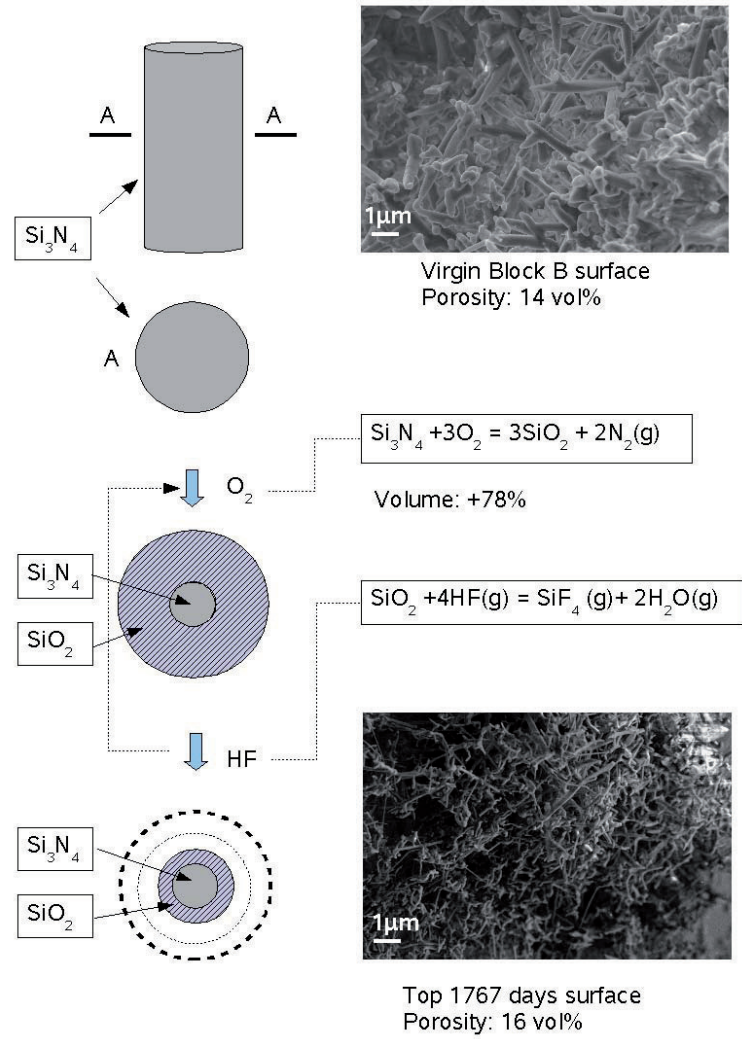 A
A
Si₃N₄
1μm
Virgin Block B surface
Porosity: 14 vol%
A
Si₃N₄ +3O₂ = 3SiO₂ + 2N₂(g)
O₂
Volume: +78%
Si₃N₄
SiO₂
SiO₂ +4HF(g) = SiF₄ (g)+ 2H₂O(g)
HF
Si₃N₄
SiO₂
1μm
Top 1767 days surface
Porosity: 16 vol%